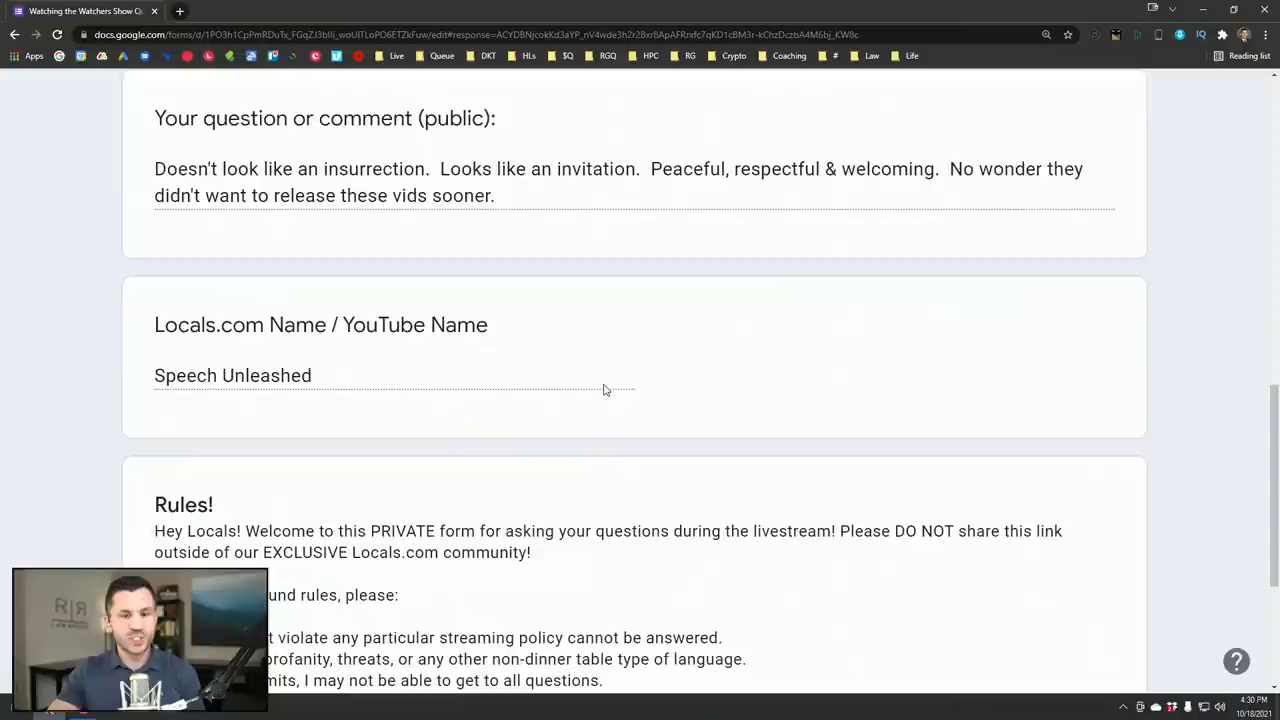 Watching the Watchers Show Qu
docs.google.com/forms/d/
Apps Live Queue DKT HLs $Q RGQ HPC RG Crypto Coaching # Law Life Reading list
Your question or comment (public):
Doesn't look like an insurrection.  Looks like an invitation.  Peaceful, respectful & welcoming.  No wonder they
didn't want to release these vids sooner.
Locals.com Name / YouTube Name
Speech Unleashed
Rules!
Hey Locals! Welcome to this PRIVATE form for asking your questions during the livestream! Please DO NOT share this link
outside of our EXCLUSIVE Locals.com community!
und rules, please:
t violate any particular streaming policy cannot be answered.
profanity, threats, or any other non-dinner table type of language.
mits, I may not be able to get to all questions.
R|R
4:30 PM
10/18/2021